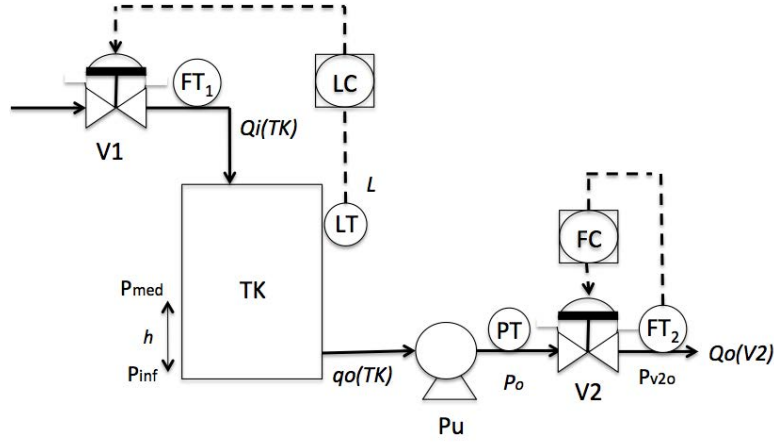 LC
FT1
V1
Qi(TK)
L
LT
FC
Pmed
TK
h
PT
FT2
Pinf
qo(TK)
Po
V2
Pv2o
Qo(V2)
Pu